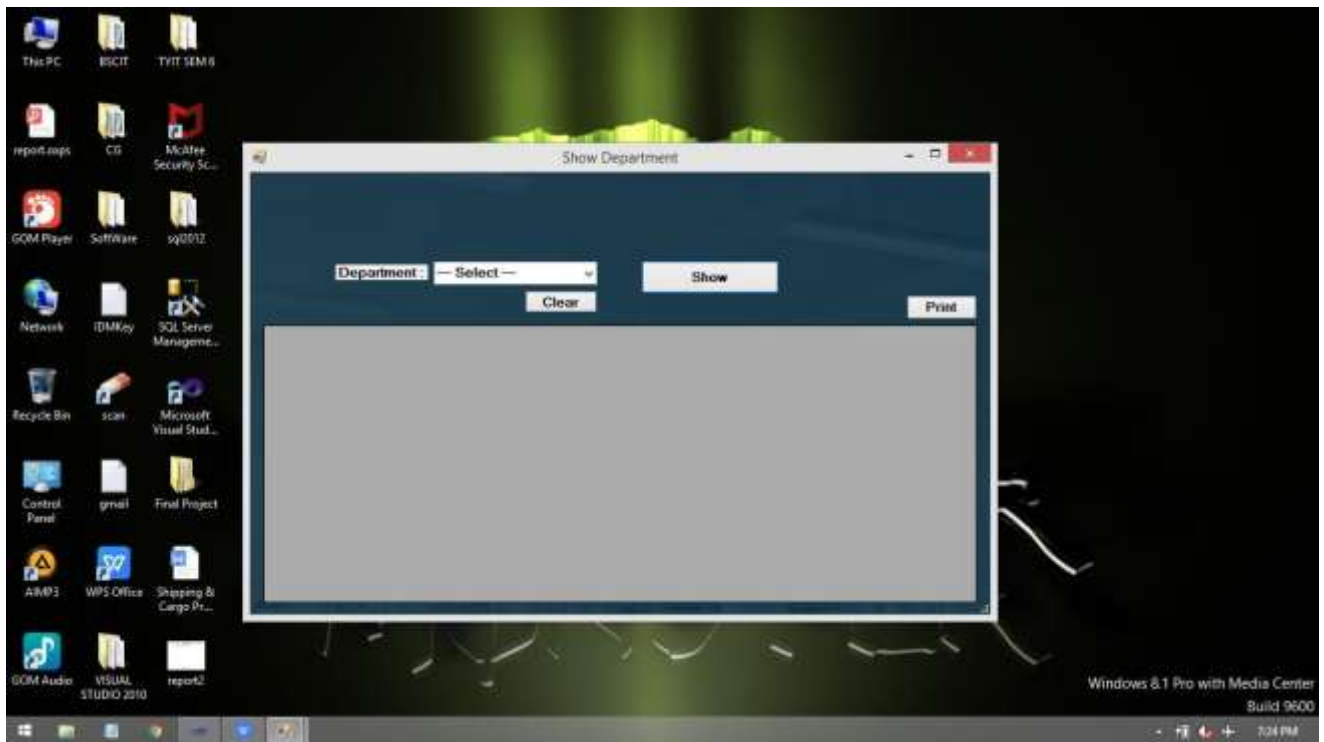 This PC
BSCIT
TYIT SEM 6
report.oops
CG
McAfee
Security Sc...
GOM Player
SoftWare
sql2012
Network
IDMKey
SQL Server
Manageme...
Recycle Bin
scan
Microsoft
Visual Stud...
Control
Panel
gmail
Final Project
AIMP3
WPS Office
Shipping &
Cargo Pr...
GOM Audio
VISUAL
STUDIO 2010
report2
Show Department
Department :
--- Select ---
Show
Clear
Print
Windows 8.1 Pro with Media Center
Build 9600
7:24 PM